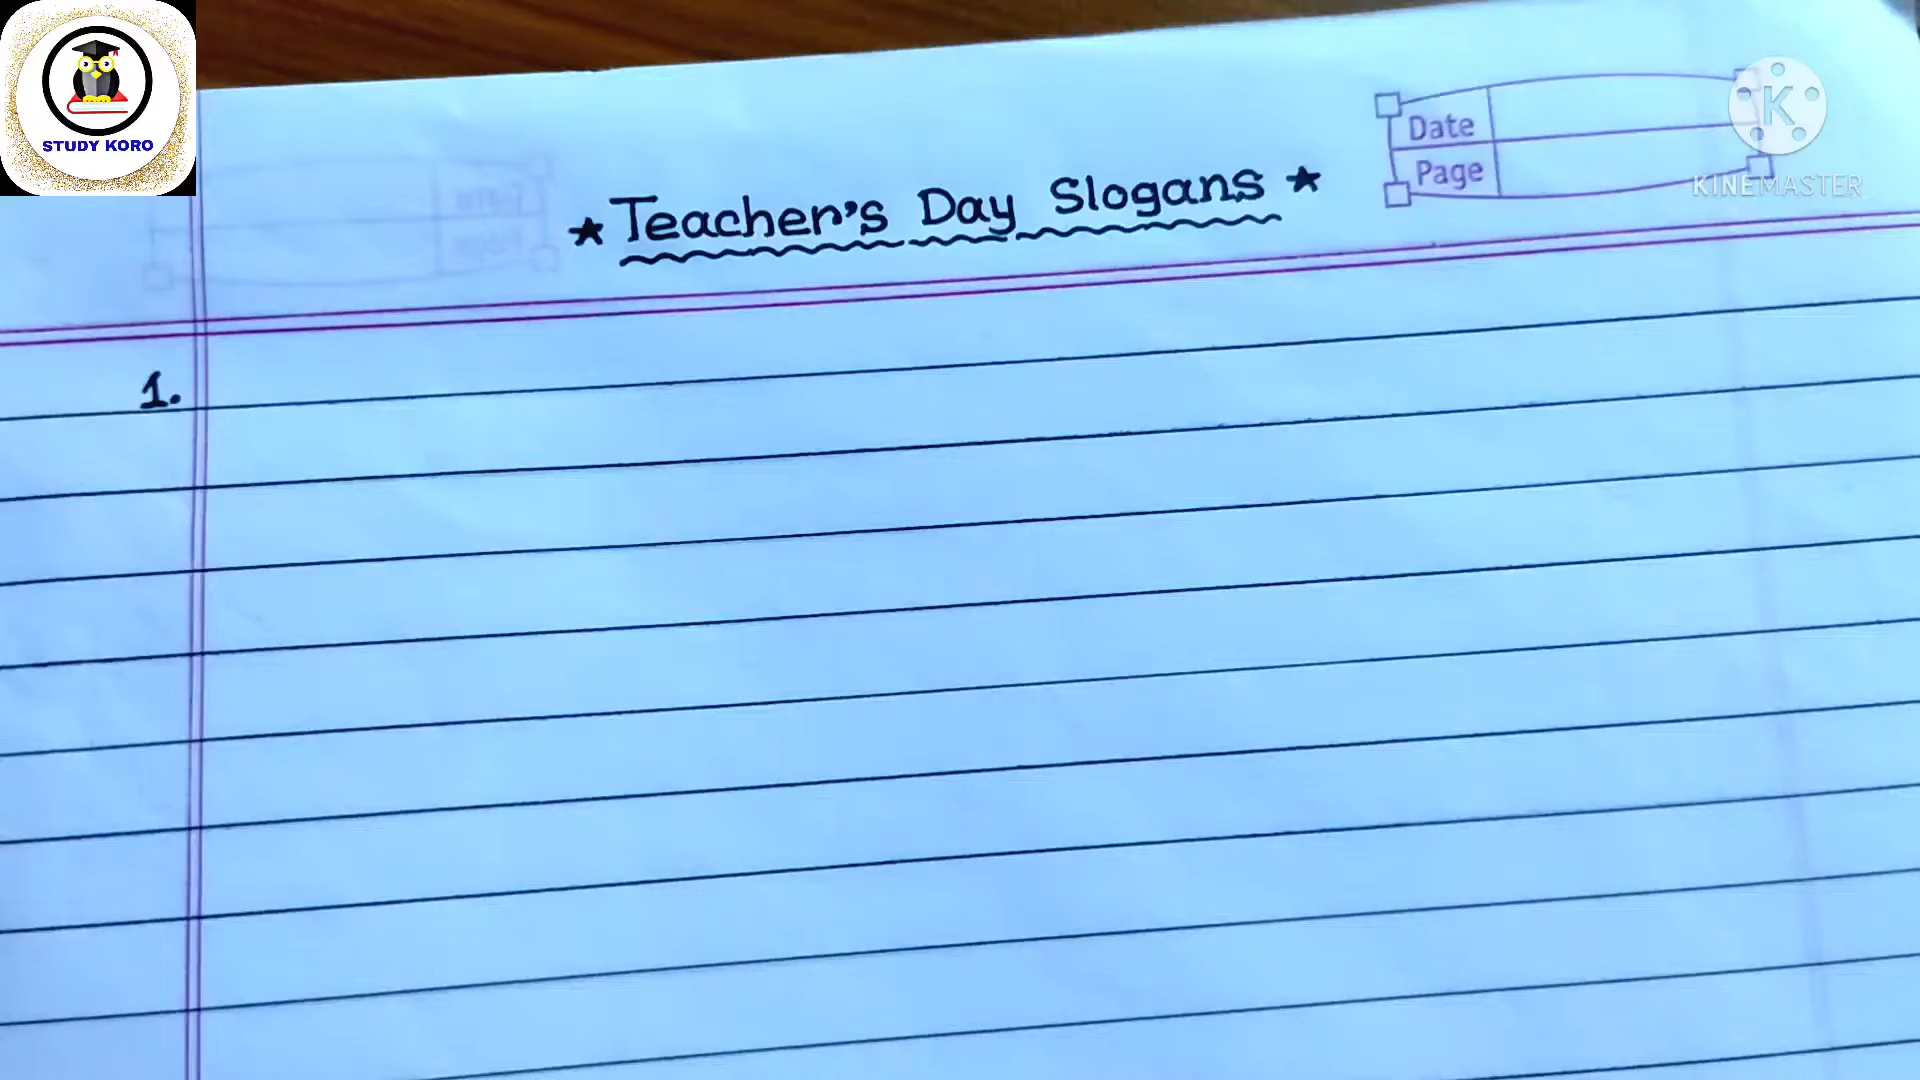 STUDY KORO
Date
Page
KINEMASTER
★ Teacher's Day Slogans ★
1.